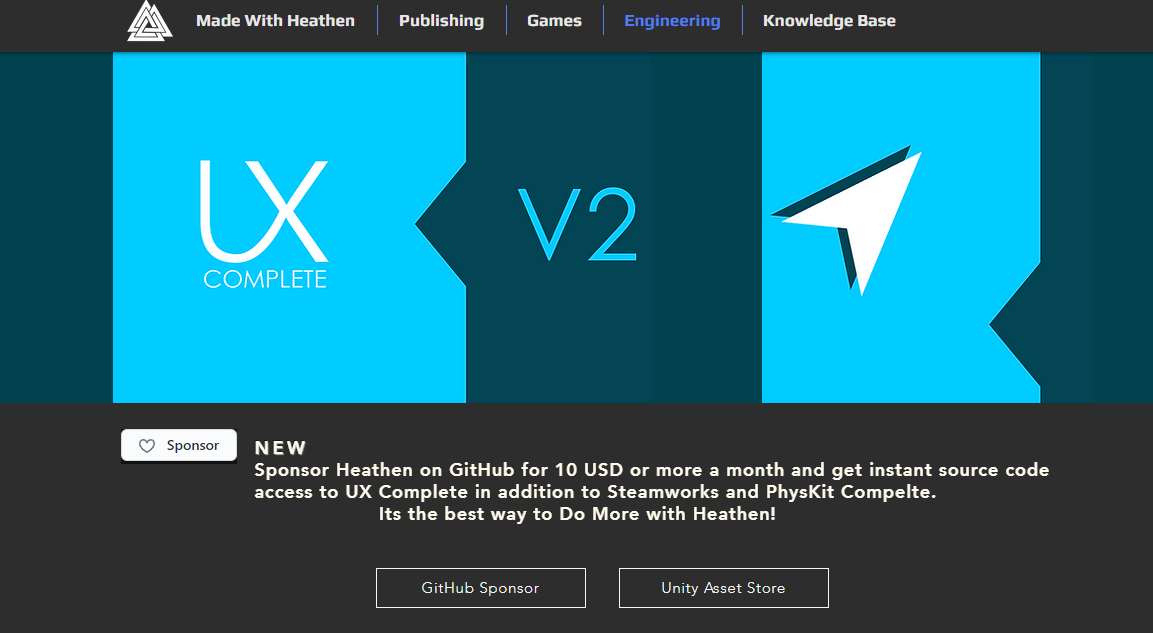 Made With Heathen
Publishing
Games
Engineering
Knowledge Base
UX
COMPLETE
V2
Sponsor
NEW
Sponsor Heathen on GitHub for 10 USD or more a month and get instant source code
access to UX Complete in addition to Steamworks and PhysKit Compelte.
Its the best way to Do More with Heathen!
GitHub Sponsor
Unity Asset Store